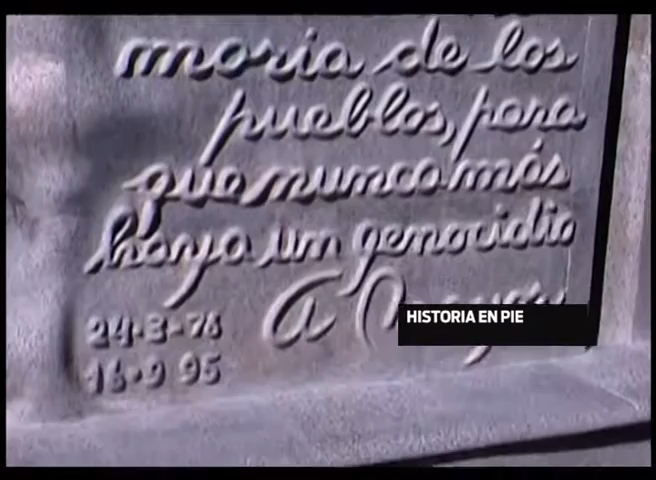 moria de los
pueblos, para
que nunca más
haya un genocidio
24-3-76
16-9 95
A
HISTORIA EN PIE